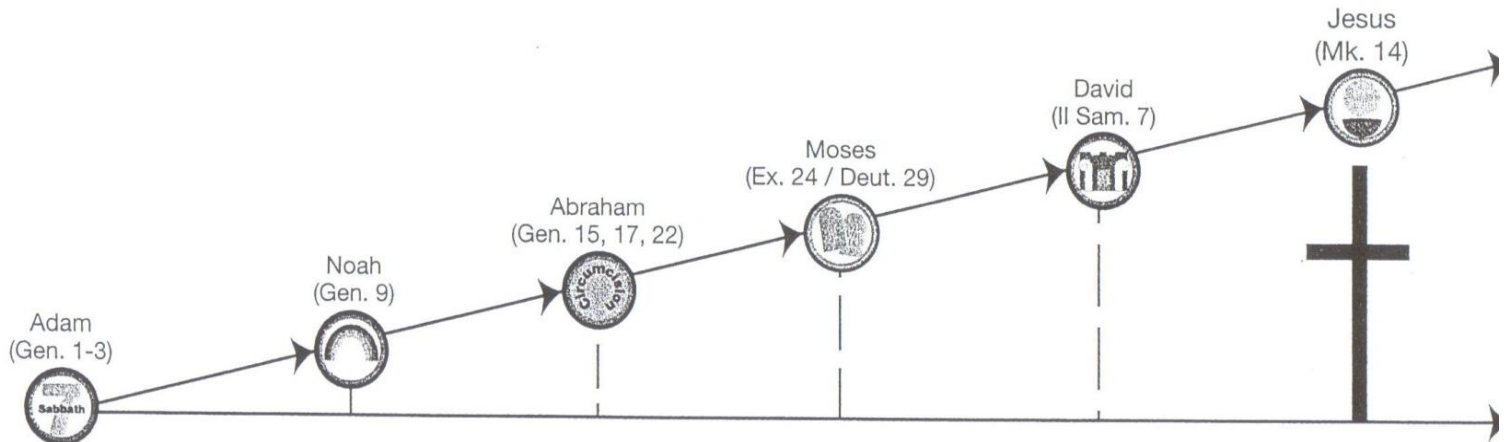 Adam
(Gen. 1-3)
7
Sabbath
Noah
(Gen. 9)
Abraham
(Gen. 15, 17, 22)
Circumcision
Moses
(Ex. 24 / Deut. 29)
David
(II Sam. 7)
Jesus
(Mk. 14)